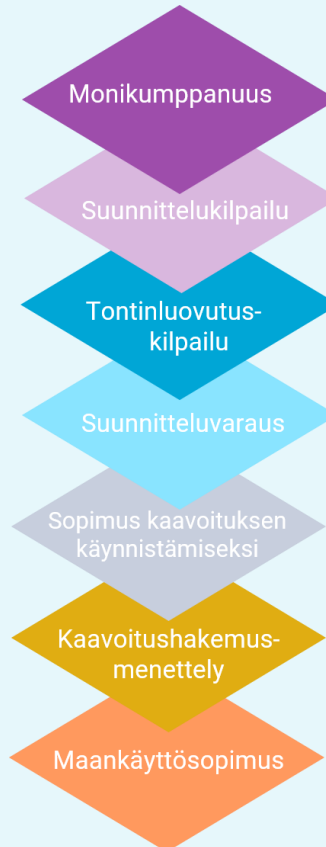 Monikumppanuus
Suunnittelukilpailu
Tontinluovutus-
kilpailu
Suunnitteluvaraus
Sopimus kaavoituksen
käynnistämiseksi
Kaavoitushakemus-
menettely
Maankäyttösopimus